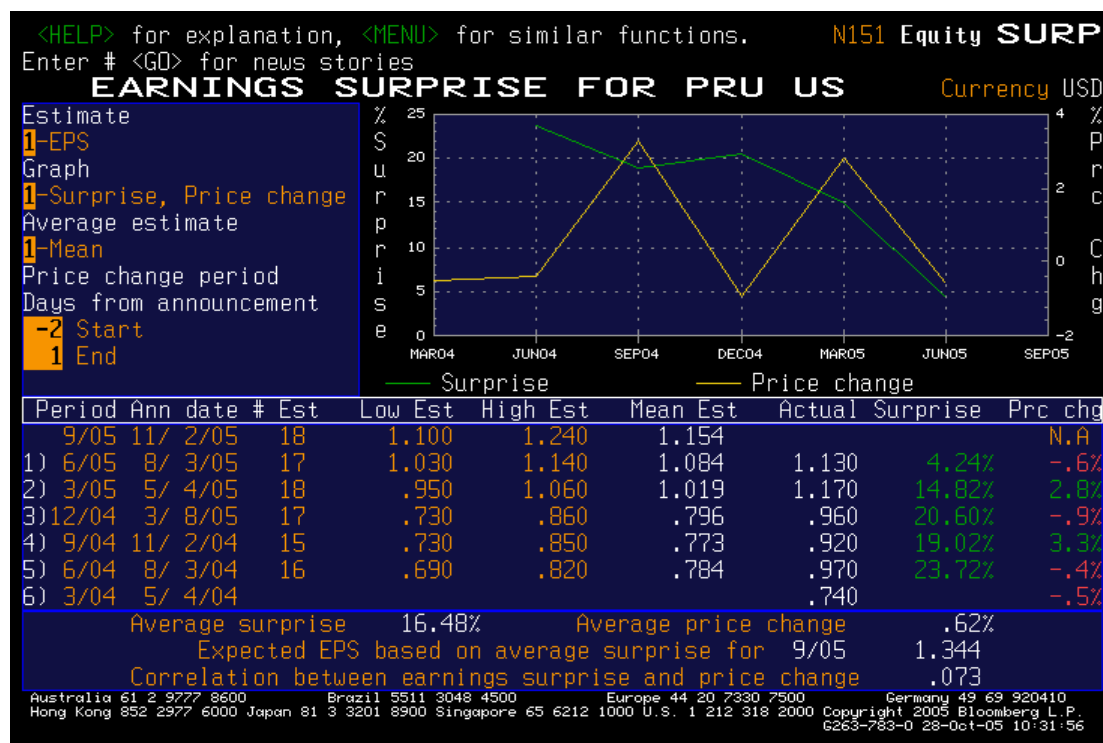 <HELP> for explanation, <MENU> for similar functions. N151 Equity SURP
Enter # <GO> for news stories
EARNINGS SURPRISE FOR PRU US Currency USD
Estimate
1-EPS
Graph
1-Surprise, Price change
Average estimate
1-Mean
Price change period
Days from announcement
-2 Start
1 End
% Surprise
25
20
15
10
5
0
4
2
0
-2
% Prc Chg
MAR04 JUN04 SEP04 DEC04 MAR05 JUN05 SEP05
Surprise Price change
Period Ann date # Est Low Est High Est Mean Est Actual Surprise Prc chg
9/05 11/ 2/05 18 1.100 1.240 1.154 N.A
1) 6/05 8/ 3/05 17 1.030 1.140 1.084 1.130 4.24% -.6%
2) 3/05 5/ 4/05 18 .950 1.060 1.019 1.170 14.82% 2.8%
3)12/04 3/ 8/05 17 .730 .860 .796 .960 20.60% -.9%
4) 9/04 11/ 2/04 15 .730 .850 .773 .920 19.02% 3.3%
5) 6/04 8/ 3/04 16 .690 .820 .784 .970 23.72% -.4%
6) 3/04 5/ 4/04 .740 -.5%
Average surprise 16.48% Average price change .62%
Expected EPS based on average surprise for 9/05 1.344
Correlation between earnings surprise and price change .073
Australia 61 2 9777 8600 Brazil 5511 3048 4500 Europe 44 20 7330 7500 Germany 49 69 920410
Hong Kong 852 2977 6000 Japan 81 3 3201 8900 Singapore 65 6212 1000 U.S. 1 212 318 2000 Copyright 2005 Bloomberg L.P.
G263-783-0 28-Oct-05 10:31:56